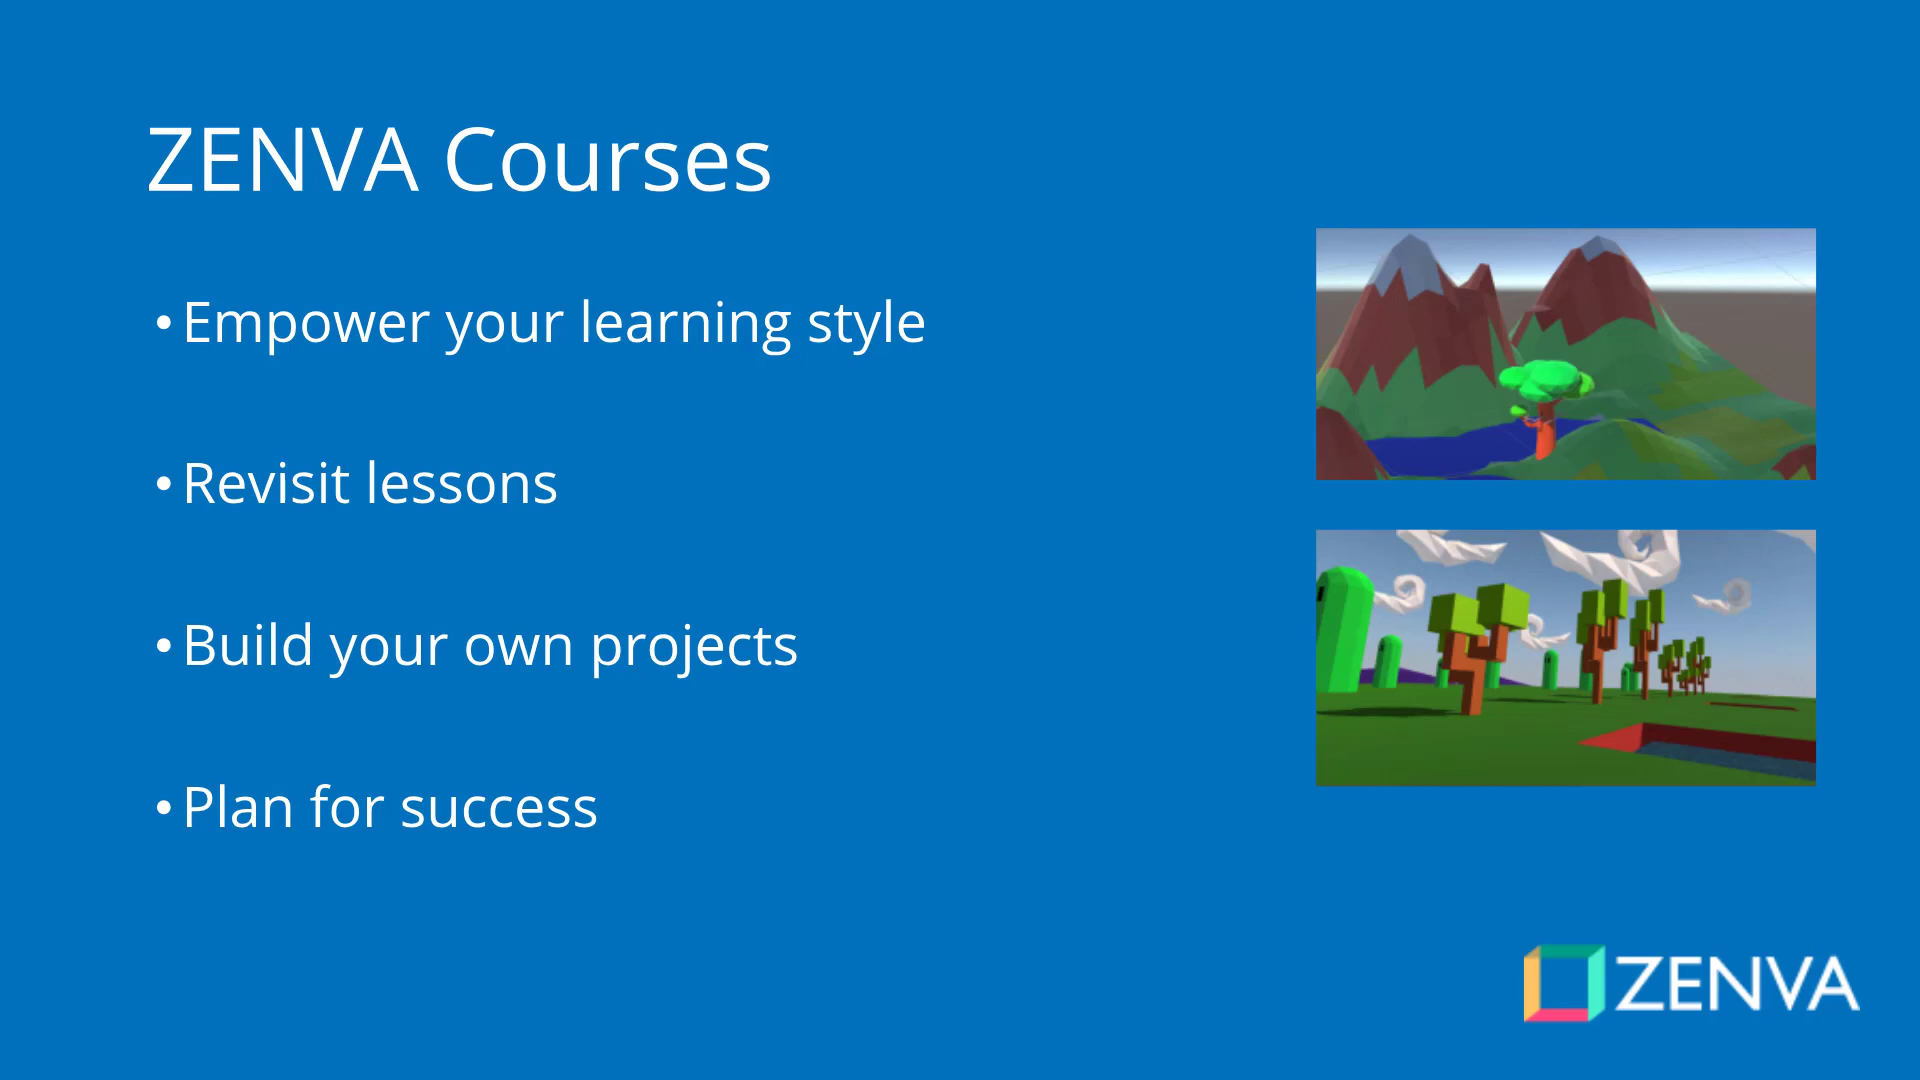 ZENVA Courses
• Empower your learning style
• Revisit lessons
• Build your own projects
• Plan for success
ZENVA